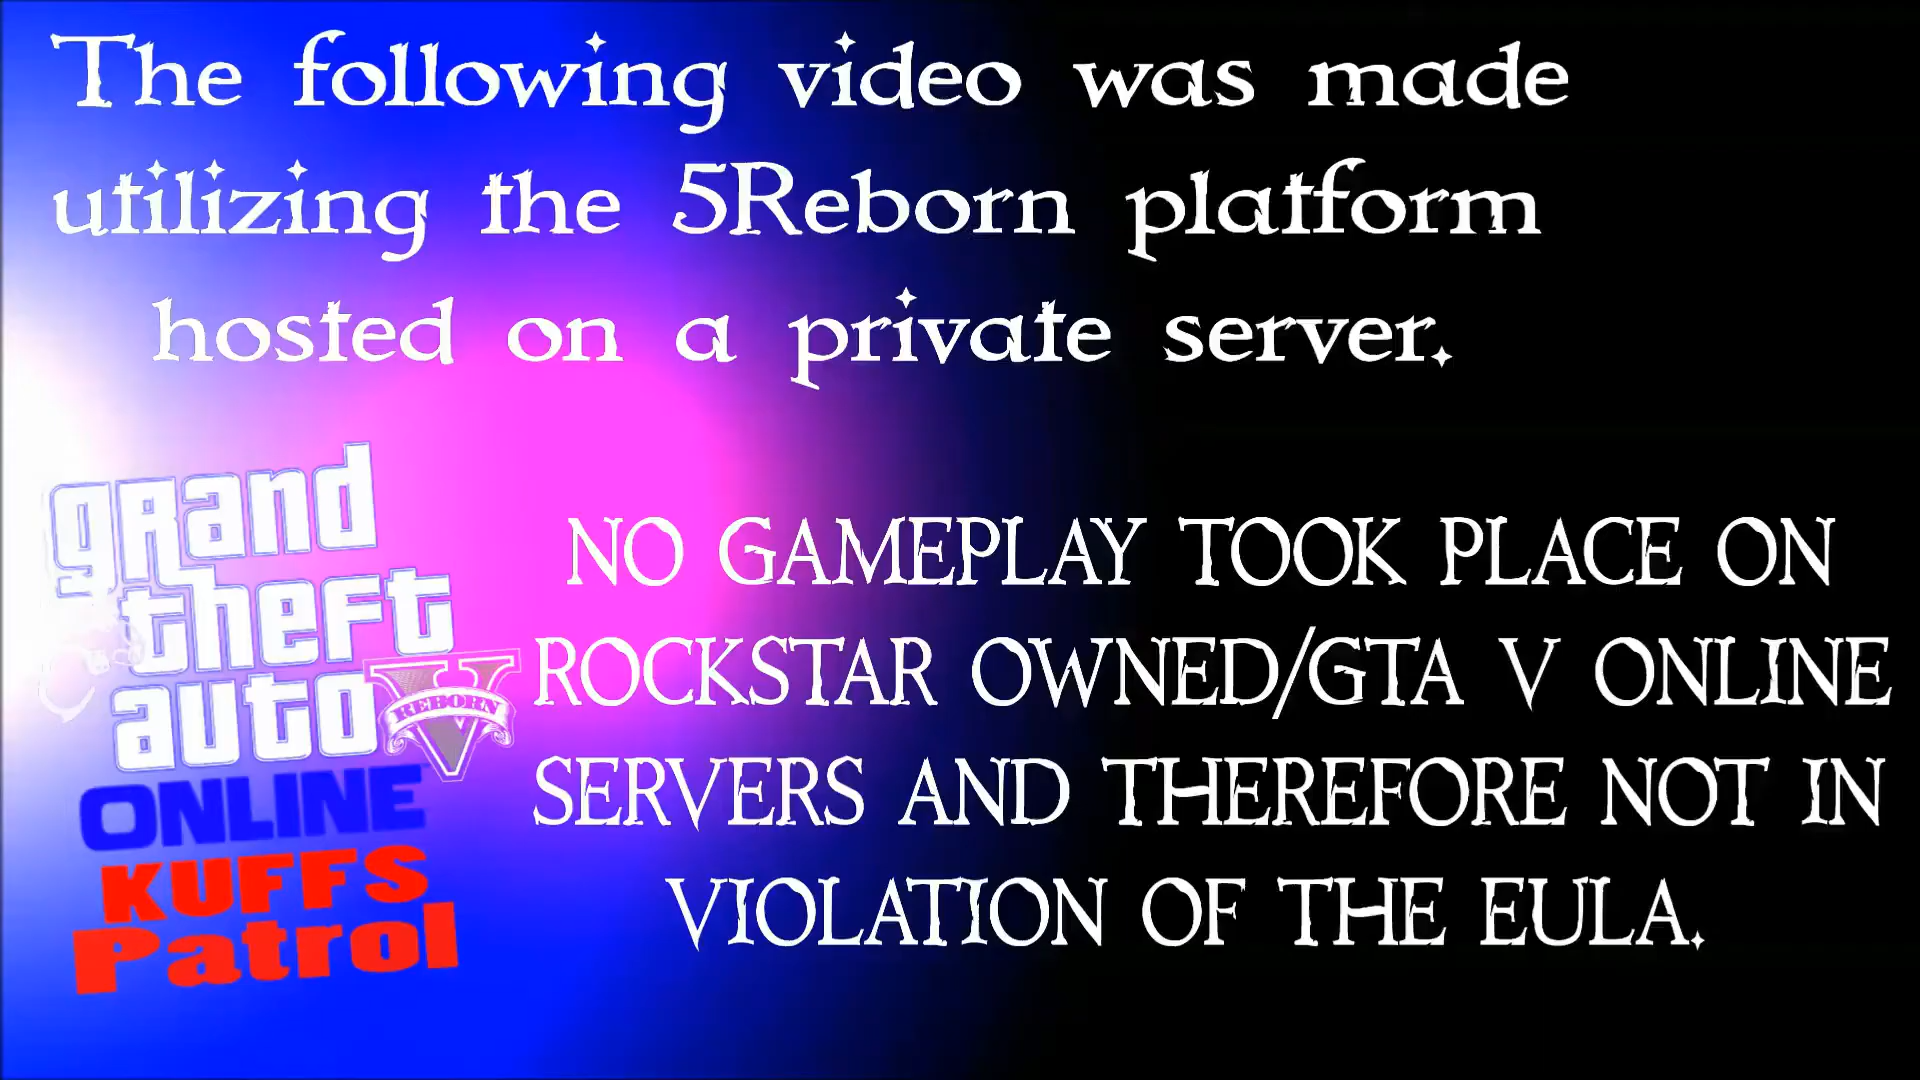 The following video was made
utilizing the 5Reborn platform
hosted on a private server.
NO GAMEPLAY TOOK PLACE ON
ROCKSTAR OWNED/GTA V ONLINE
SERVERS AND THEREFORE NOT IN
VIOLATION OF THE EULA.
grand
theft
auto V
REBORN
ONLINE
KUFFS
Patrol